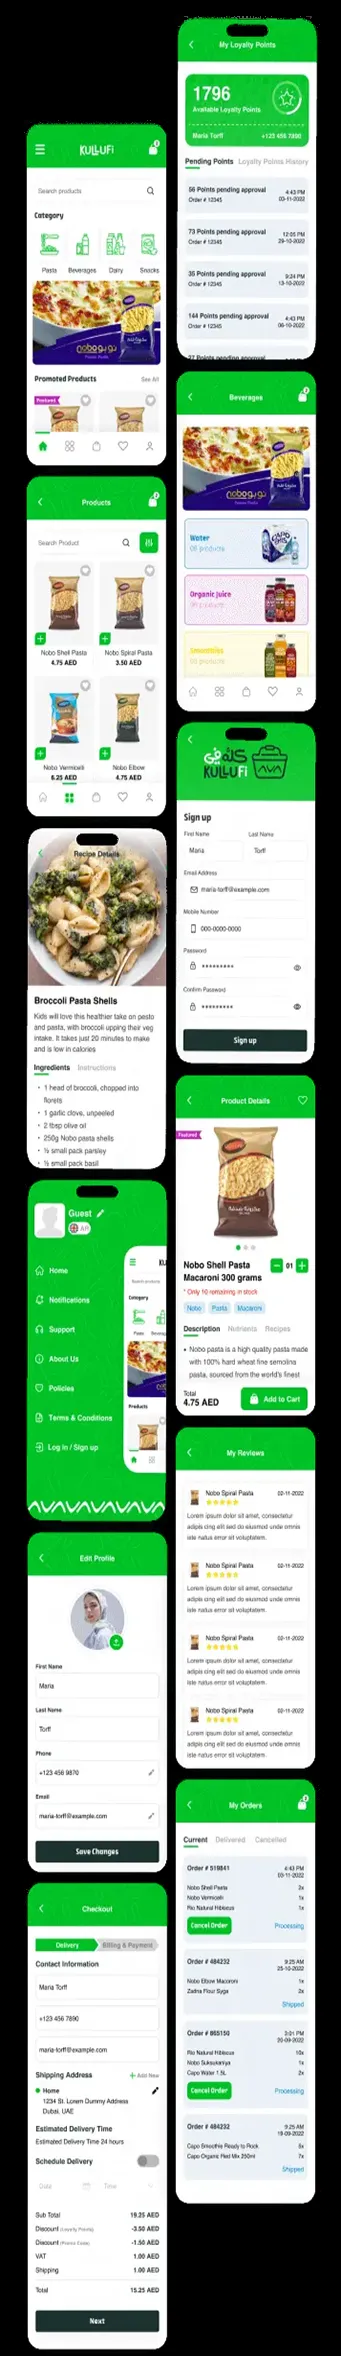 KULLUFi
Search products
Category
Pasta
Beverages
Dairy
Snacks
nobo نوبو
Promoted Products
See All
Featured
Products
Search Product
Nobo Shell Pasta
4.75 AED
Nobo Spiral Pasta
3.50 AED
Nobo Vermicelli
6.25 AED
Nobo Elbow
4.75 AED
Recipe Details
Broccoli Pasta Shells
Kids will love this healthier take on pesto
and pasta, with broccoli upping their veg
intake. It takes just 20 minutes to make
and is low in calories
Ingredients
Instructions
• 1 head of broccoli, chopped into
florets
• 1 garlic clove, unpeeled
• 2 tbsp olive oil
• 250g Nobo pasta shells
• ½ small pack parsley
• ½ small pack basil
Guest
AR
Home
Notifications
Support
About Us
Policies
Terms & Conditions
Log in / Sign up
Search products
Category
Products
Edit Profile
First Name
Maria
Last Name
Torff
Phone
+123 456 9870
Email
maria-torff@example.com
Save Changes
Checkout
Delivery
Billing & Payment
Contact Information
Maria Torff
+123 456 7890
maria-torff@example.com
Shipping Address
+ Add New
Home
1234 St. Lorem Dummy Address
Dubai, UAE
Estimated Delivery Time
Estimated Delivery Time 24 hours
Schedule Delivery
Date
Time
Sub Total 19.25 AED
Discount (Loyalty Points) -3.50 AED
Discount (Promo Code) -1.50 AED
VAT 1.00 AED
Shipping 1.00 AED
Total 15.25 AED
Next
My Loyalty Points
1796
Available Loyalty Points
Maria Torff
+123 456 7890
Pending Points
Loyalty Points History
56 Points pending approval 4:43 PM
Order # 12345 03-11-2022
73 Points pending approval 12:05 PM
Order # 12345 29-10-2022
35 Points pending approval 9:24 PM
Order # 12345 13-10-2022
144 Points pending approval 4:43 PM
Order # 12345 06-10-2022
27 Points pending approval
Beverages
nobo نوبو
Water
08 products
Organic Juice
Smoothies
كلّه في
KULLUFi
Sign up
First Name
Last Name
Maria
Torff
Email Address
maria-torff@example.com
Mobile Number
000-0000-0000
Password
Confirm Password
Sign up
Product Details
Featured
Nobo Shell Pasta
Macaroni 300 grams
01
* Only 10 remaining in stock
Nobo
Pasta
Macaroni
Description
Nutrients
Recipes
• Nobo pasta is a high quality pasta made
with 100% hard wheat fine semolina
pasta, sourced from the world's finest
Total
4.75 AED
Add to Cart
My Reviews
Nobo Spiral Pasta 02-11-2022
Lorem ipsum dolor sit amet, consectetur
adipis cing elit sed do eiusmod unde omnis
iste natus error sit voluptatem.
Nobo Spiral Pasta 02-11-2022
Lorem ipsum dolor sit amet, consectetur
adipis cing elit sed do eiusmod unde omnis
iste natus error sit voluptatem.
Nobo Spiral Pasta 02-11-2022
Lorem ipsum dolor sit amet, consectetur
adipis cing elit sed do eiusmod unde omnis
iste natus error sit voluptatem.
Nobo Spiral Pasta 02-11-2022
Lorem ipsum dolor sit amet, consectetur
adipis cing elit sed do eiusmod unde omnis
iste natus error sit voluptatem.
My Orders
Current
Delivered
Cancelled
Order # 519841 4:43 PM
03-11-2022
Nobo Shell Pasta
Nobo Vermicelli 1x
Rio Natural Hibiscus 1x
Cancel Order
Processing
Order # 484232 9:25 AM
25-10-2022
Nobo Elbow Macaroni 1x
Zadna Flour Syga 2x
Shipped
Order # 865150 3:01 PM
20-09-2022
Rio Natural Hibiscus 10x
Nobo Suksukaniya 1x
Capo Water 1.5L 2x
Cancel Order
Processing
Order # 484232 9:25 AM
19-09-2022
Capo Smoothie Ready to Rock
Capo Organic Red Mix 250ml 7x
Shipped